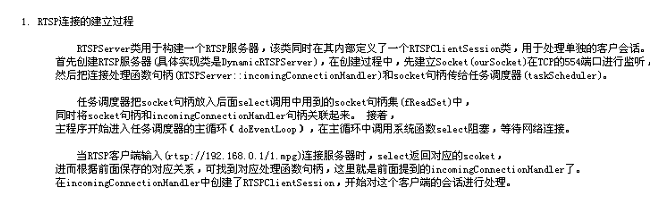 1. RTSP连接的建立过程
RTSPServer类用于构建一个RTSP服务器，该类同时在其内部定义了一个RTSPClientSession类，用于处理单独的客户会话。
首先创建RTSP服务器(具体实现类是DynamicRTSPServer)，在创建过程中，先建立Socket(ourSocket)在TCP的554端口进行监听，
然后把连接处理函数句柄(RTSPServer::incomingConnectionHandler)和socket句柄传给任务调度器(taskScheduler)。
任务调度器把socket句柄放入后面select调用中用到的socket句柄集(fReadSet)中，
同时将socket句柄和incomingConnectionHandler句柄关联起来。 接着，
主程序开始进入任务调度器的主循环（doEventLoop），在主循环中调用系统函数select阻塞，等待网络连接。
当RTSP客户端输入(rtsp://192.168.0.1/1.mpg)连接服务器时，select返回对应的scoket，
进而根据前面保存的对应关系，可找到对应处理函数句柄，这里就是前面提到的incomingConnectionHandler了。
在incomingConnectionHandler中创建了RTSPClientSession，开始对这个客户端的会话进行处理。